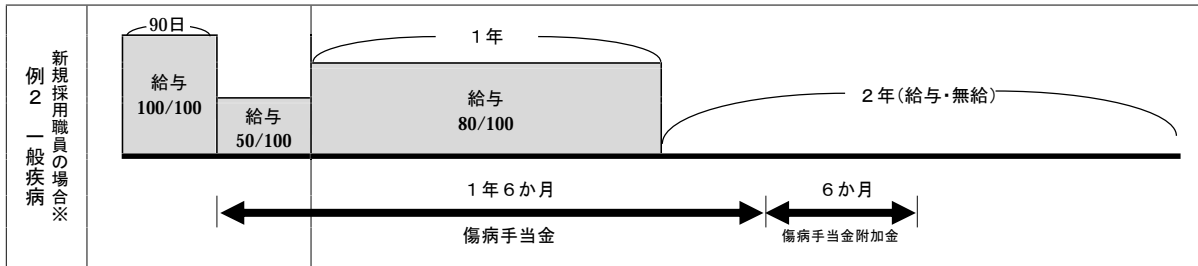 新規採用職員の場合※
例２ 一般疾病
90日
給与
100/100
給与
50/100
１年
給与
80/100
２年（給与・無給）
１年６か月
傷病手当金
６か月
傷病手当金附加金